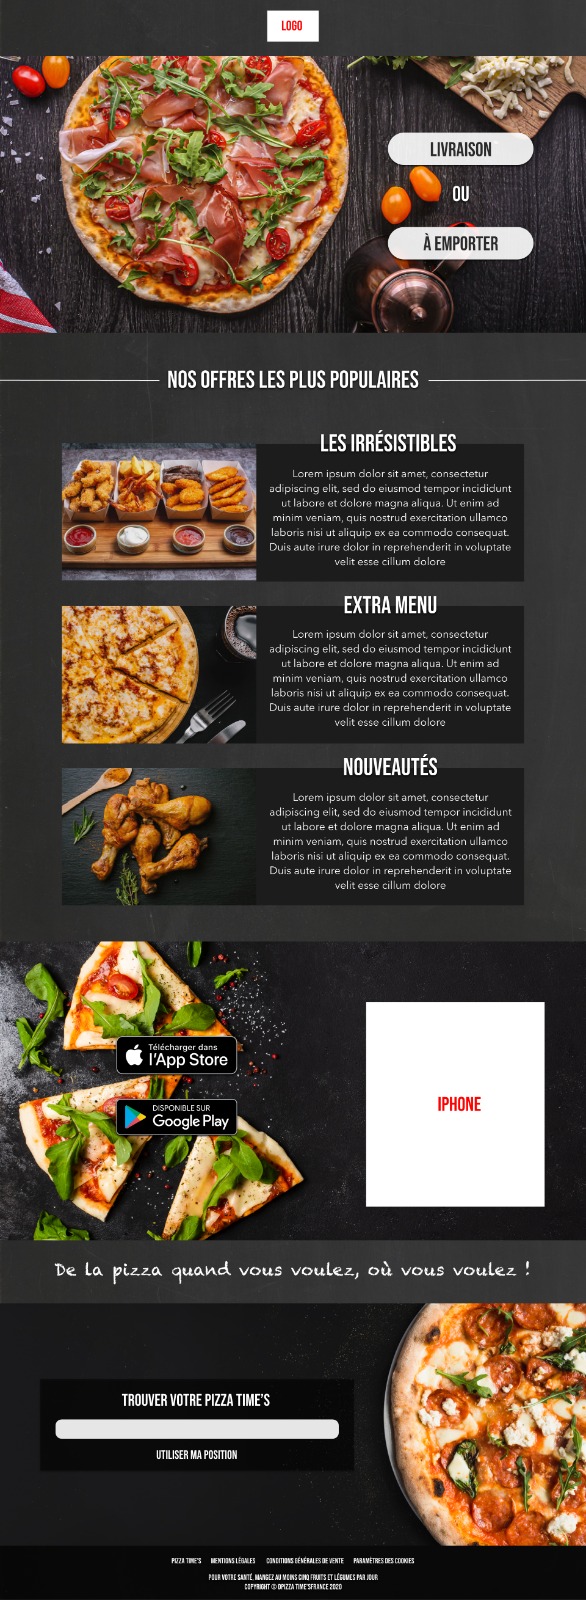 LOGO
LIVRAISON
OU
À EMPORTER
NOS OFFRES LES PLUS POPULAIRES
LES IRRÉSISTIBLES
Lorem ipsum dolor sit amet, consectetur
adipiscing elit, sed do eiusmod tempor incididunt
ut labore et dolore magna aliqua. Ut enim ad
minim veniam, quis nostrud exercitation ullamco
laboris nisi ut aliquip ex ea commodo consequat.
Duis aute irure dolor in reprehenderit in voluptate
velit esse cillum dolore
EXTRA MENU
Lorem ipsum dolor sit amet, consectetur
adipiscing elit, sed do eiusmod tempor incididunt
ut labore et dolore magna aliqua. Ut enim ad
minim veniam, quis nostrud exercitation ullamco
laboris nisi ut aliquip ex ea commodo consequat.
Duis aute irure dolor in reprehenderit in voluptate
velit esse cillum dolore
NOUVEAUTÉS
Lorem ipsum dolor sit amet, consectetur
adipiscing elit, sed do eiusmod tempor incididunt
ut labore et dolore magna aliqua. Ut enim ad
minim veniam, quis nostrud exercitation ullamco
laboris nisi ut aliquip ex ea commodo consequat.
Duis aute irure dolor in reprehenderit in voluptate
velit esse cillum dolore
Télécharger dans
l'App Store
DISPONIBLE SUR
Google Play
IPHONE
De la pizza quand vous voulez, où vous voulez !
TROUVER VOTRE PIZZA TIME'S
UTILISER MA POSITION
PIZZA TIME'S MENTIONS LÉGALES CONDITIONS GÉNÉRALES DE VENTE PARAMÈTRES DES COOKIES
POUR VOTRE SANTÉ, MANGEZ AU MOINS CINQ FRUITS ET LÉGUMES PAR JOUR
COPYRIGHT © OPIZZA TIME'SFRANCE 2020